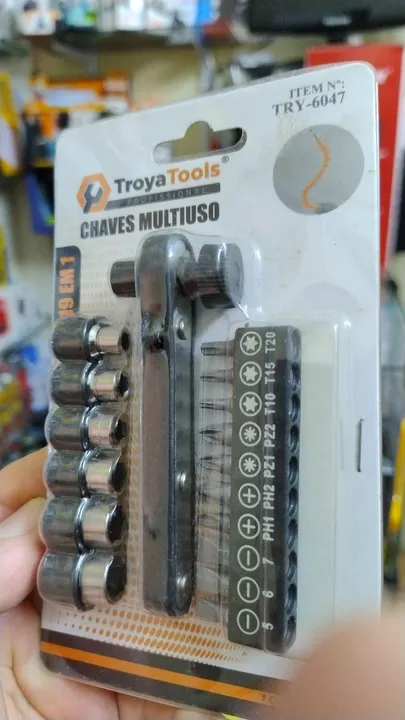 ITEM Nº:
TRY-6047
TroyaTools®
PROFISSIONAL
CHAVES MULTIUSO
19 EM 1
T20
T15
T10
PZ2
PZ1
PH2
PH1
7
6
5